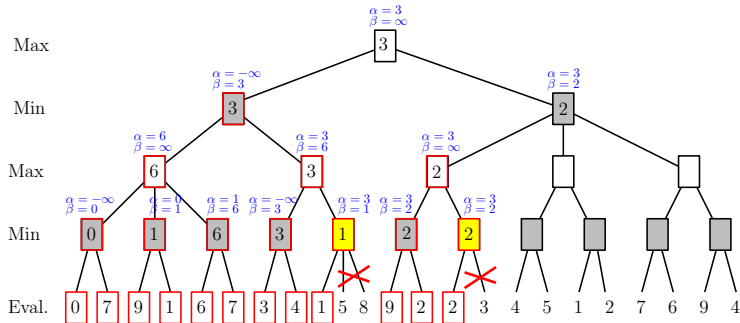 α = 3
β = ∞
Max 3
α = −∞ α = 3
β = 3 β = 2
Min 3 2
α = 6 α = 3 α = 3
β = ∞ β = 6 β = ∞
Max 6 3 2
α = −∞ α = 0 α = 1 α = −∞ α = 3 α = 3 α = 3
β = 0 β = 1 β = 6 β = 3 β = 1 β = 2 β = 2
Min 0 1 6 3 1 2 2
Eval. 0 7 9 1 6 7 3 4 1 5 8 9 2 2 3 4 5 1 2 7 6 9 4